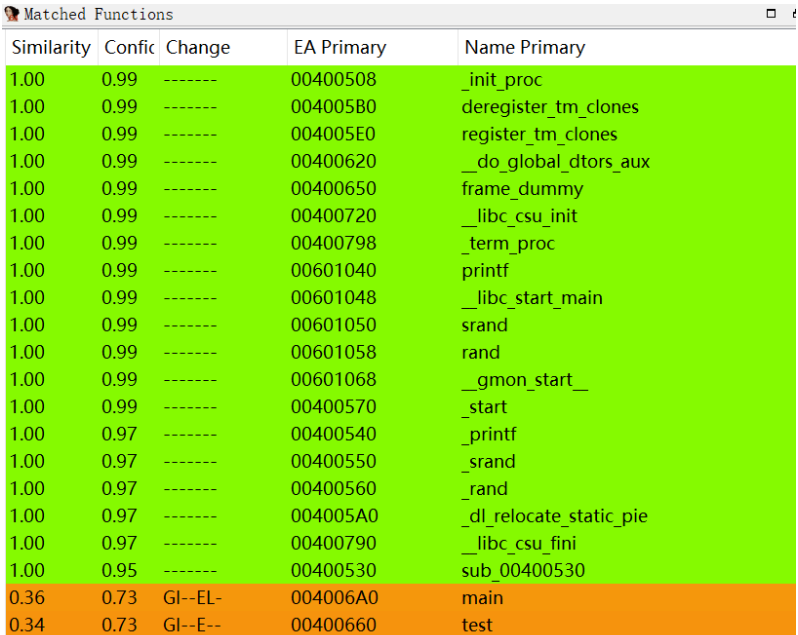 Matched Functions
Similarity Confic Change EA Primary Name Primary
1.00 0.99 ------- 00400508 _init_proc
1.00 0.99 ------- 004005B0 deregister_tm_clones
1.00 0.99 ------- 004005E0 register_tm_clones
1.00 0.99 ------- 00400620 __do_global_dtors_aux
1.00 0.99 ------- 00400650 frame_dummy
1.00 0.99 ------- 00400720 __libc_csu_init
1.00 0.99 ------- 00400798 _term_proc
1.00 0.99 ------- 00601040 printf
1.00 0.99 ------- 00601048 __libc_start_main
1.00 0.99 ------- 00601050 srand
1.00 0.99 ------- 00601058 rand
1.00 0.99 ------- 00601068 __gmon_start__
1.00 0.99 ------- 00400570 _start
1.00 0.97 ------- 00400540 _printf
1.00 0.97 ------- 00400550 _srand
1.00 0.97 ------- 00400560 _rand
1.00 0.97 ------- 004005A0 _dl_relocate_static_pie
1.00 0.97 ------- 00400790 __libc_csu_fini
1.00 0.95 ------- 00400530 sub_00400530
0.36 0.73 GI--EL- 004006A0 main
0.34 0.73 GI--E-- 00400660 test